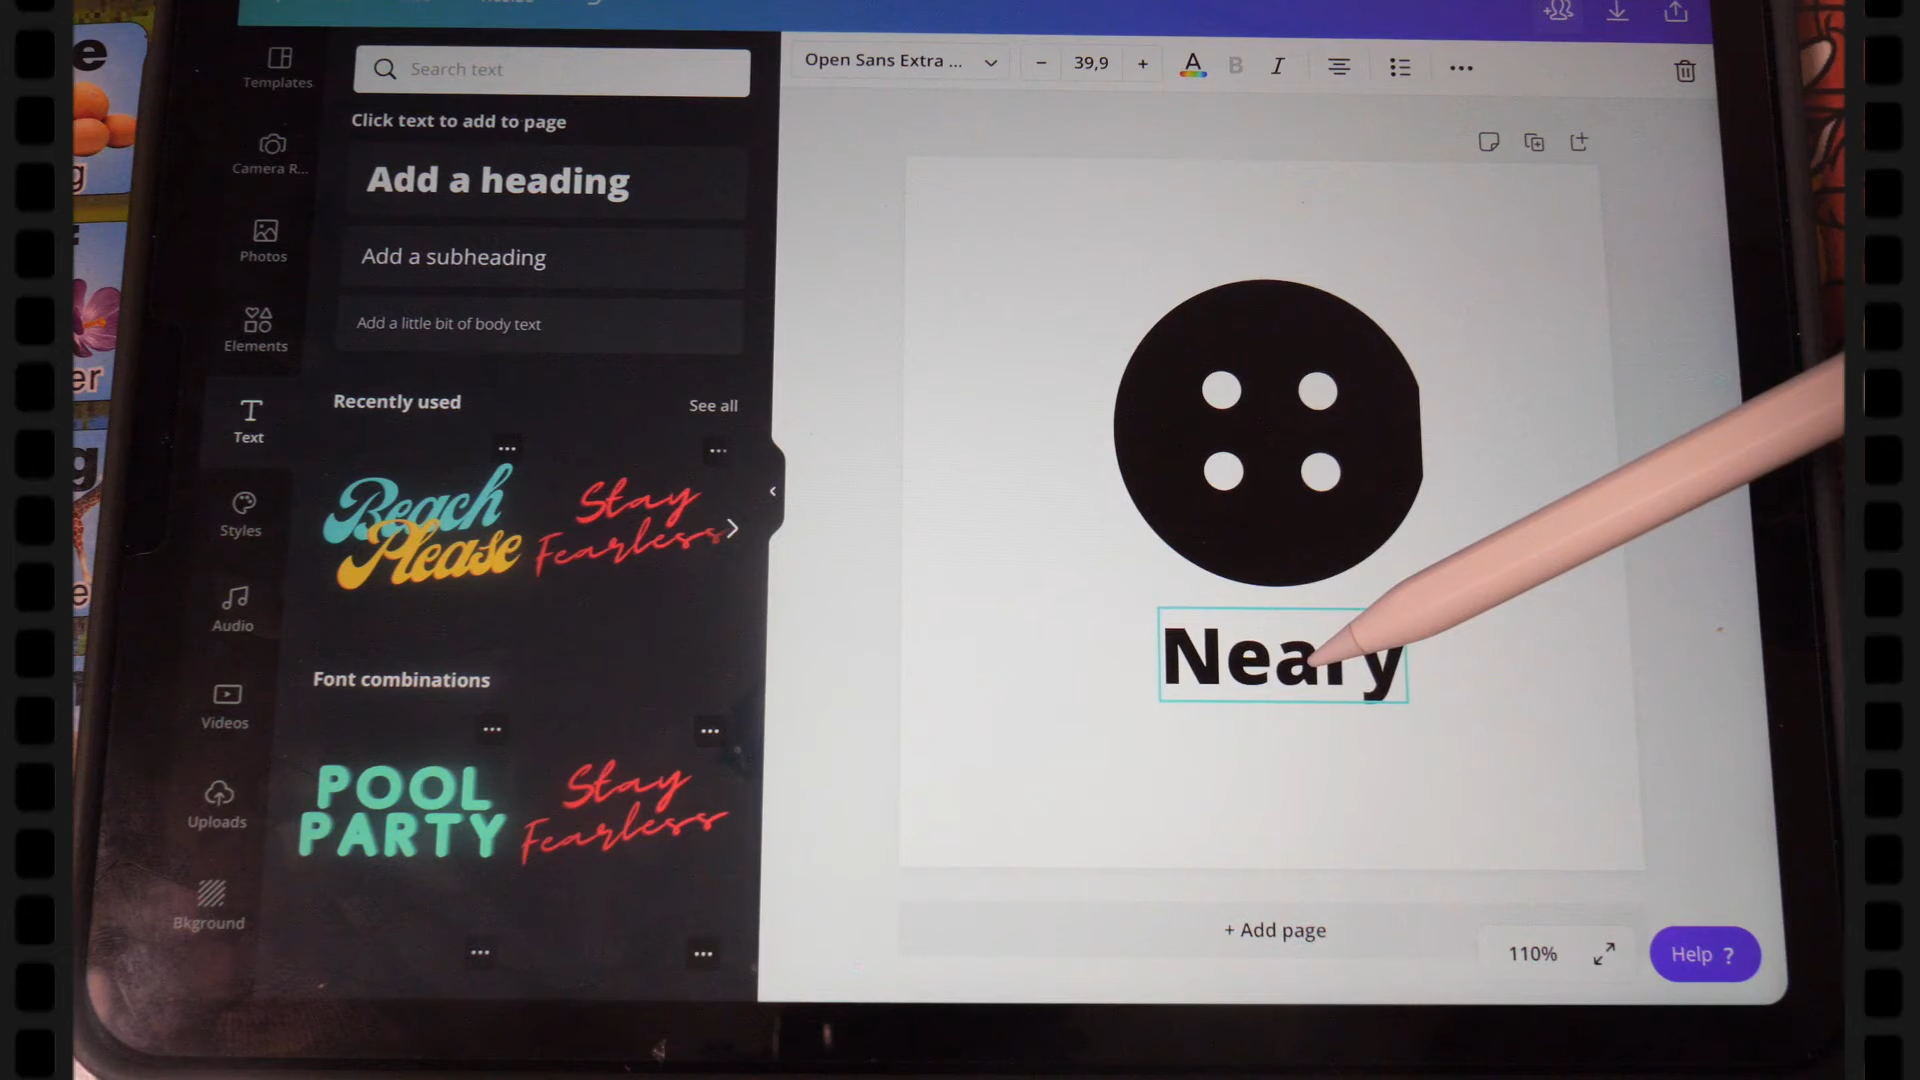 Templates
Search text
Open Sans Extra ...
− 39,9 + A B I
Click text to add to page
Camera R...
Add a heading
Photos
Add a subheading
Add a little bit of body text
Elements
Recently used
See all
Text
Beach
Please
Stay
Fearless
Styles
Audio
Neary
Font combinations
Videos
POOL
PARTY
Stay
Fearless
Uploads
Bkground
+ Add page
110%
Help ?
e
g
er
g
e